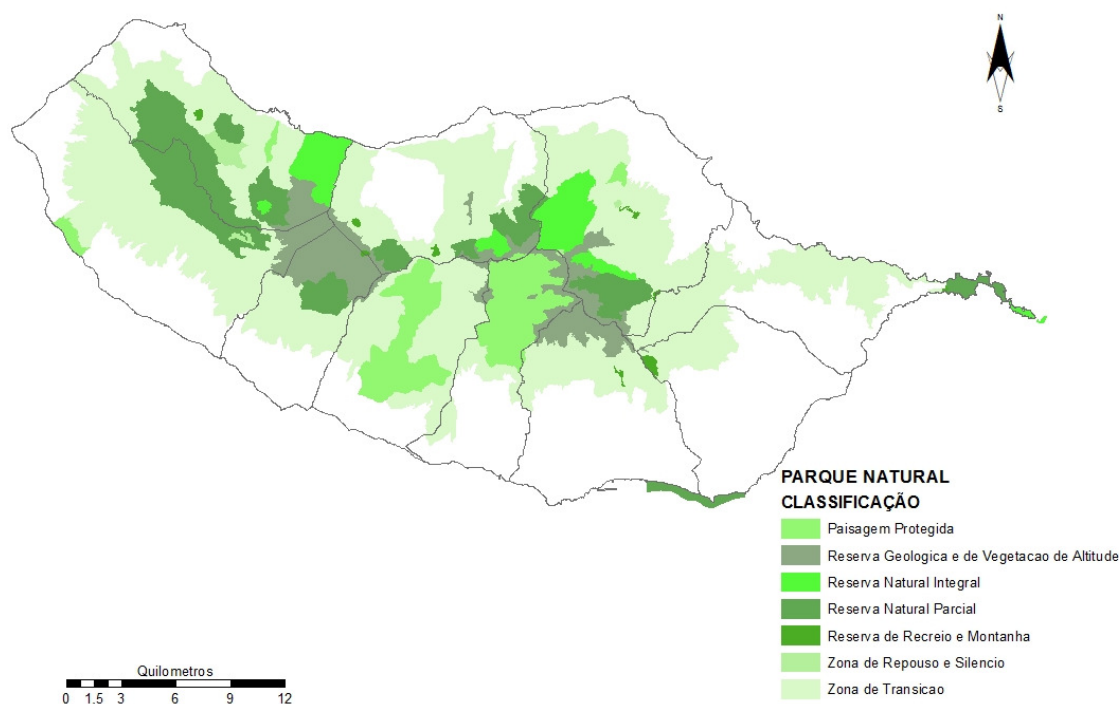 N
S
PARQUE NATURAL
CLASSIFICAÇÃO
Paisagem Protegida
Reserva Geologica e de Vegetacao de Altitude
Reserva Natural Integral
Reserva Natural Parcial
Reserva de Recreio e Montanha
Zona de Repouso e Silencio
Zona de Transicao
Quilometros
0 1.5 3 6 9 12